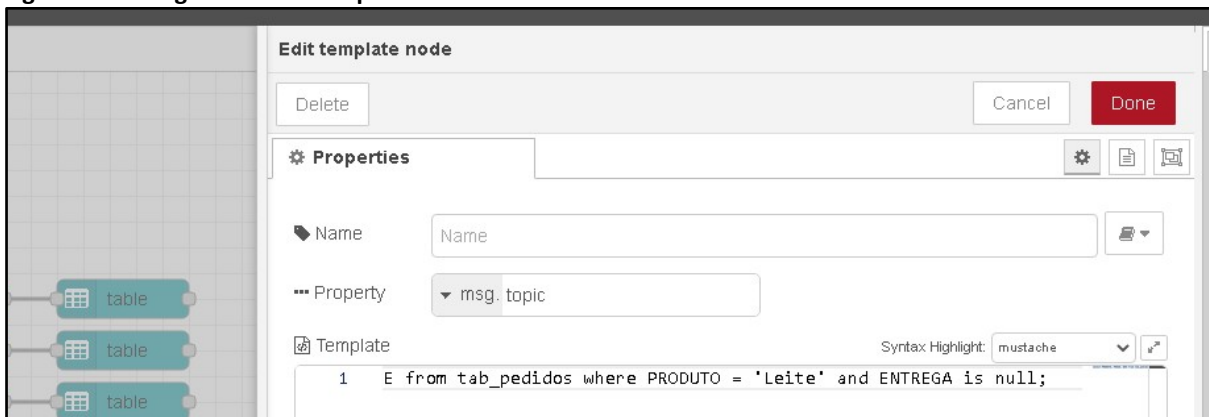 Edit template node
Delete
Cancel
Done
Properties
Name
Name
Property
msg. topic
table
Template
Syntax Highlight: mustache
1 E from tab_pedidos where PRODUTO = 'Leite' and ENTREGA is null;
table
table